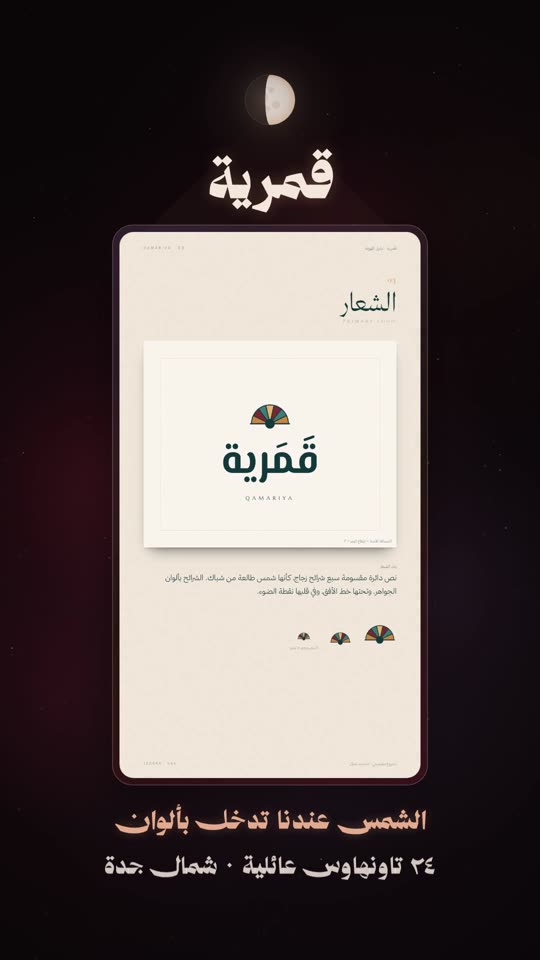 قمرية
الشعار
قَمَرية
QAMARIYA
نص دائرة مقسومة سبع شرائح زجاج، كأنها شمس طالعة من شباك. الشرائح بألوان
الجواهر، وتحتها خط الأفق، وفي قلبها نقطة الضوء.
الشمس عندنا تدخل بألوان
٢٤ تاونهاوس عائلية · شمال جدة